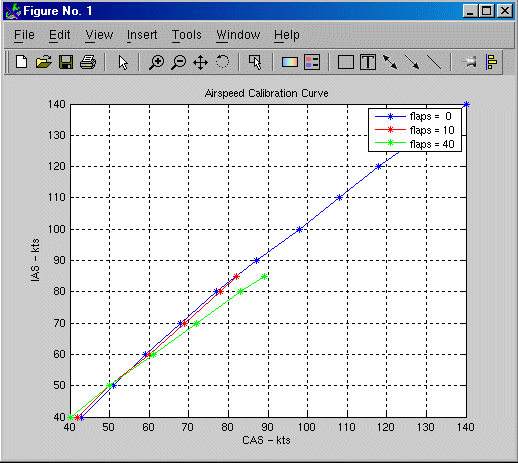 Figure No. 1
File Edit View Insert Tools Window Help
Airspeed Calibration Curve
flaps = 0
flaps = 10
flaps = 40
IAS - kts
140
130
120
110
100
90
80
70
60
50
40
40 50 60 70 80 90 100 110 120 130 140
CAS - kts